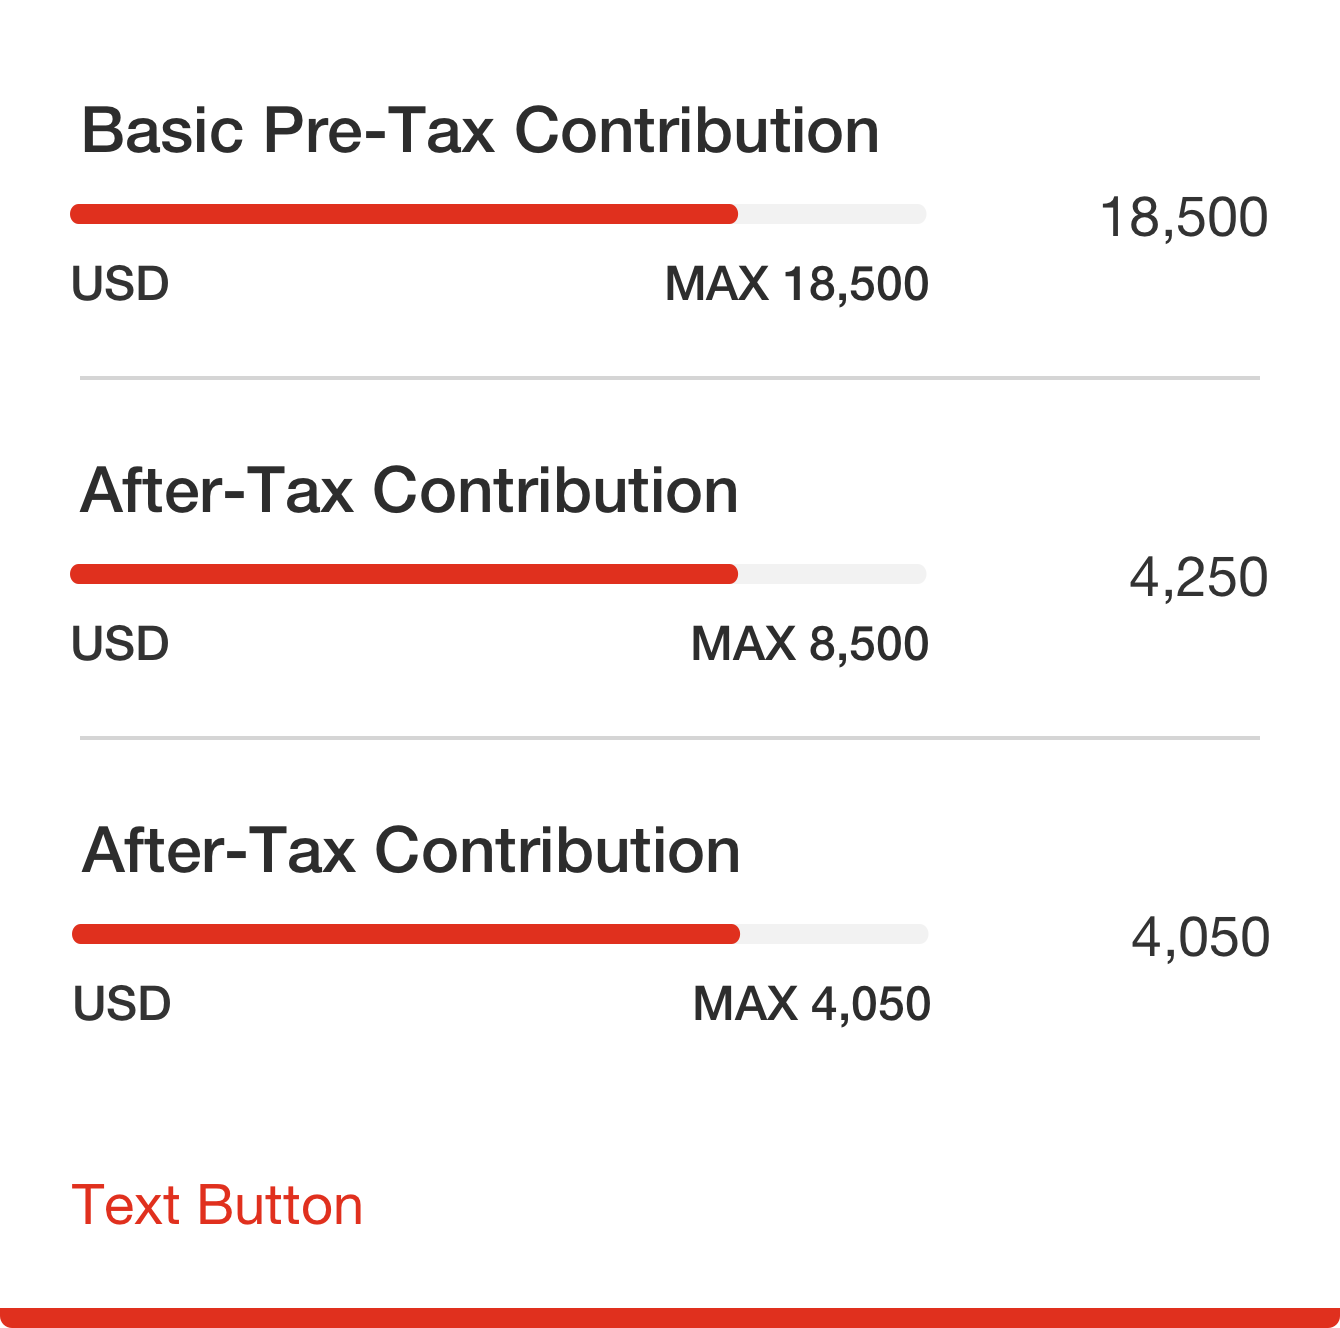 Basic Pre-Tax Contribution
18,500
USD MAX 18,500
After-Tax Contribution
4,250
USD MAX 8,500
After-Tax Contribution
4,050
USD MAX 4,050
Text Button